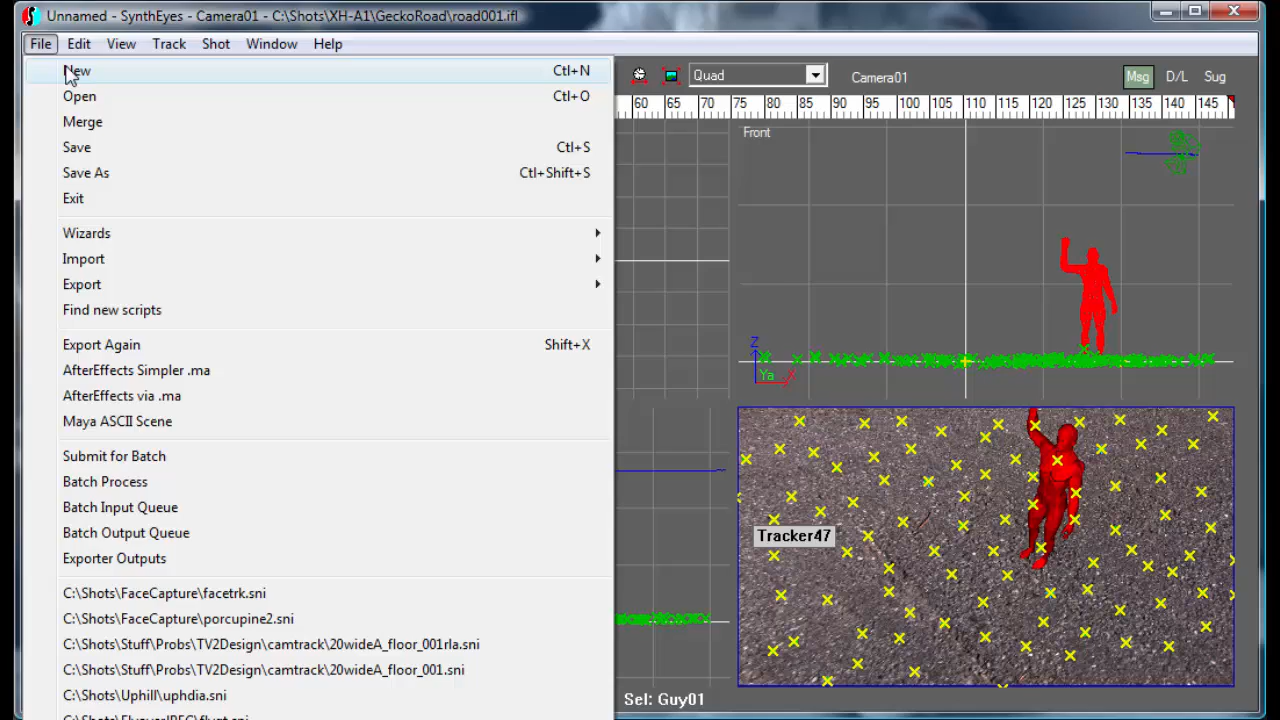 Unnamed - SynthEyes - Camera01 - C:\Shots\XH-A1\GeckoRoad\road001.ifl
File Edit View Track Shot Window Help
New Ctl+N
Quad
Camera01
Msg D/L Sug
Open Ctl+O
60 65 70 75 80 85 90 95 100 105 110 115 120 125 130 135 140 145
Merge
Front
Save Ctl+S
Save As Ctl+Shift+S
Exit
Wizards
Import
Export
Find new scripts
Export Again Shift+X
Z
Ya X
AfterEffects Simpler .ma
AfterEffects via .ma
Maya ASCII Scene
Submit for Batch
Batch Process
Batch Input Queue
Batch Output Queue
Tracker47
Exporter Outputs
C:\Shots\FaceCapture\facetrk.sni
C:\Shots\FaceCapture\porcupine2.sni
C:\Shots\Stuff\Probs\TV2Design\camtrack\20wideA_floor_001rla.sni
C:\Shots\Stuff\Probs\TV2Design\camtrack\20wideA_floor_001.sni
C:\Shots\Uphill\uphdia.sni
Sel: Guy01